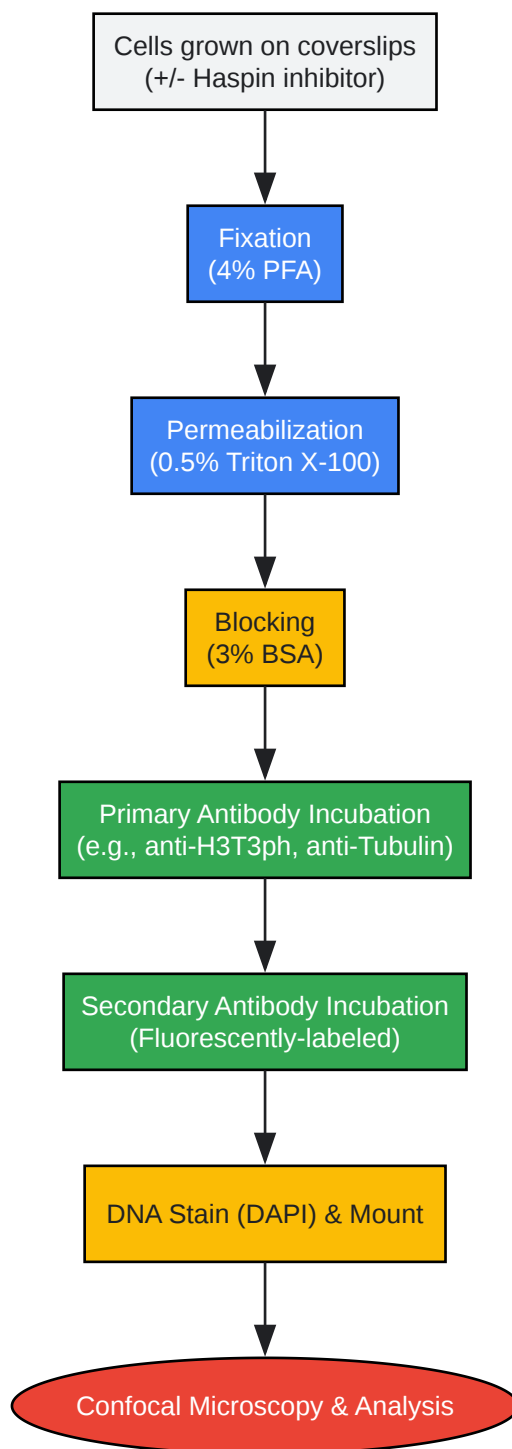 Cells grown on coverslips
(+/- Haspin inhibitor)
Fixation
(4% PFA)
Permeabilization
(0.5% Triton X-100)
Blocking
(3% BSA)
Primary Antibody Incubation
(e.g., anti-H3T3ph, anti-Tubulin)
Secondary Antibody Incubation
(Fluorescently-labeled)
DNA Stain (DAPI) & Mount
Confocal Microscopy & Analysis